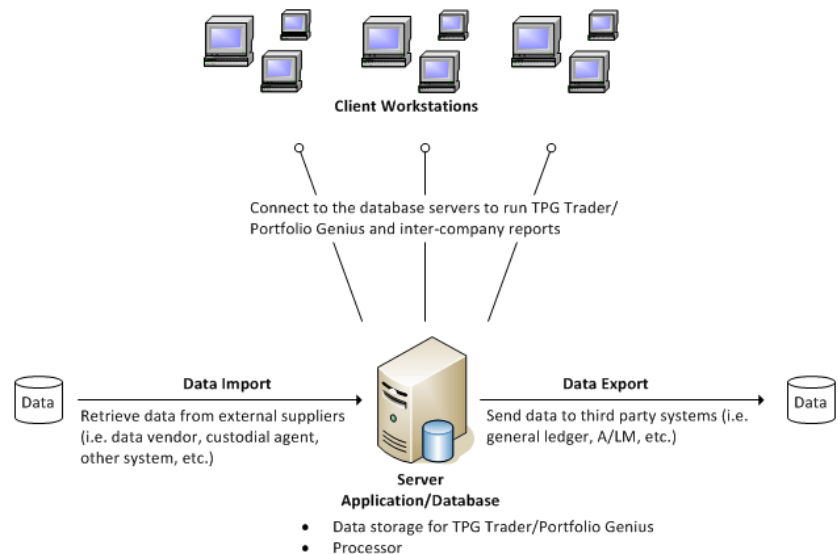 Client Workstations
Connect to the database servers to run TPG Trader/
Portfolio Genius and inter-company reports
Data
Data Import
Retrieve data from external suppliers
(i.e. data vendor, custodial agent,
other system, etc.)
Data Export
Send data to third party systems (i.e.
general ledger, A/LM, etc.)
Data
Server
Application/Database
• Data storage for TPG Trader/Portfolio Genius
• Processor